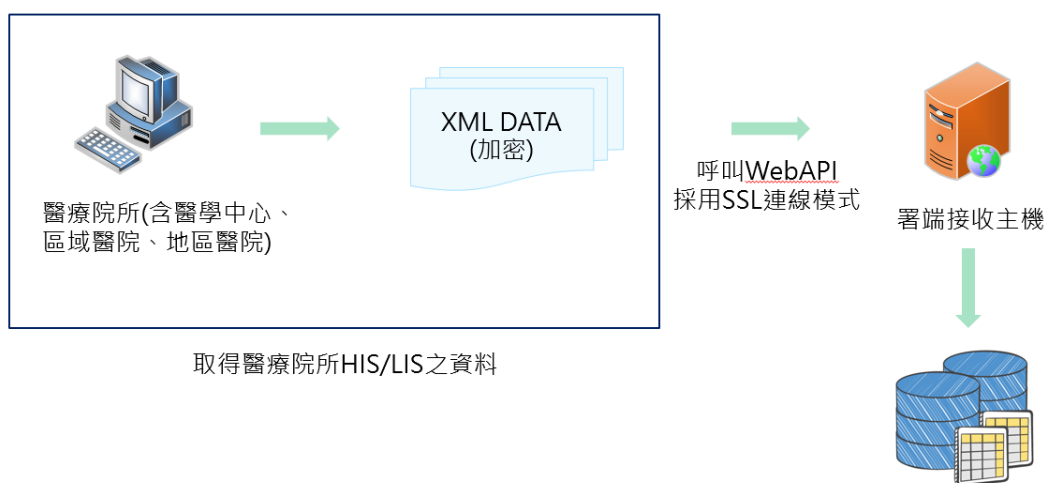 XML DATA
(加密)
呼叫WebAPI
採用SSL連線模式
醫療院所(含醫學中心、
區域醫院、地區醫院)
署端接收主機
取得醫療院所HIS/LIS之資料